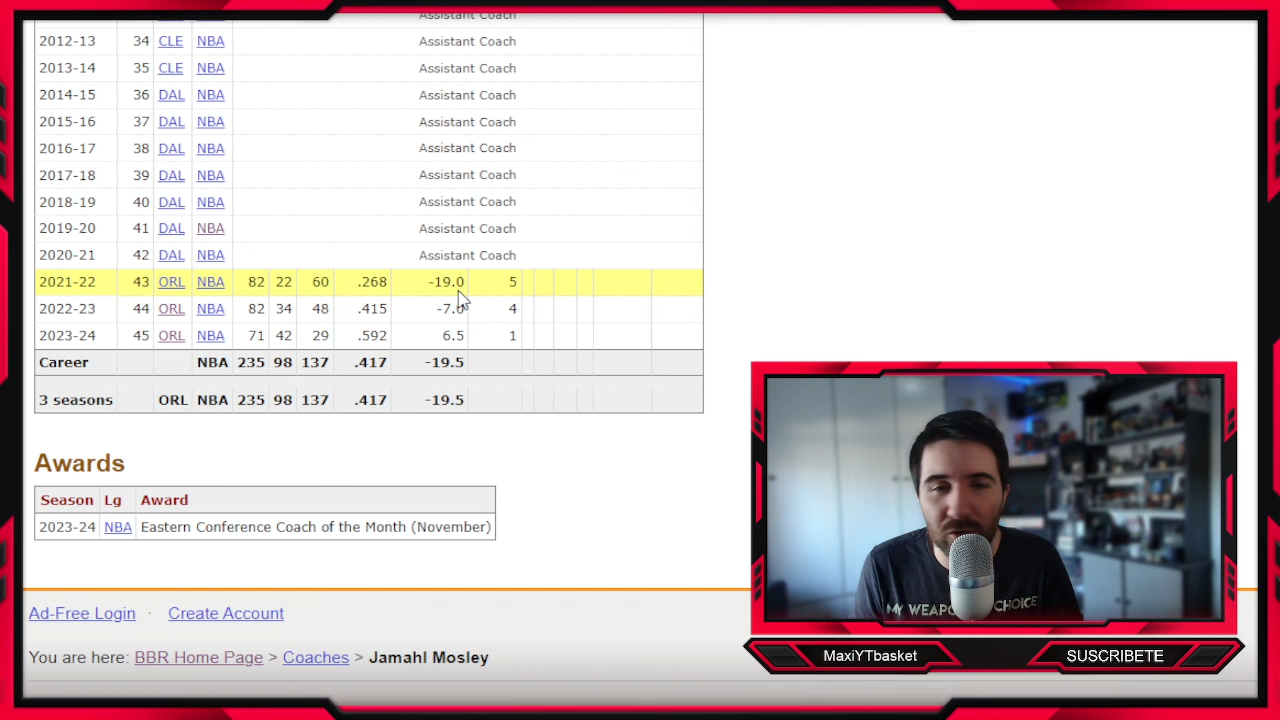 Assistant Coach
2012-13 34 CLE NBA Assistant Coach
2013-14 35 CLE NBA Assistant Coach
2014-15 36 DAL NBA Assistant Coach
2015-16 37 DAL NBA Assistant Coach
2016-17 38 DAL NBA Assistant Coach
2017-18 39 DAL NBA Assistant Coach
2018-19 40 DAL NBA Assistant Coach
2019-20 41 DAL NBA Assistant Coach
2020-21 42 DAL NBA Assistant Coach
2021-22 43 ORL NBA 82 22 60 .268 -19.0 5
2022-23 44 ORL NBA 82 34 48 .415 -7.0 4
2023-24 45 ORL NBA 71 42 29 .592 6.5 1
Career NBA 235 98 137 .417 -19.5
3 seasons ORL NBA 235 98 137 .417 -19.5
Awards
Season Lg Award
2023-24 NBA Eastern Conference Coach of the Month (November)
Ad-Free Login · Create Account
You are here: BBR Home Page > Coaches > Jamahl Mosley
MY WEAP CHOICE
MaxiYTbasket
SUSCRIBETE